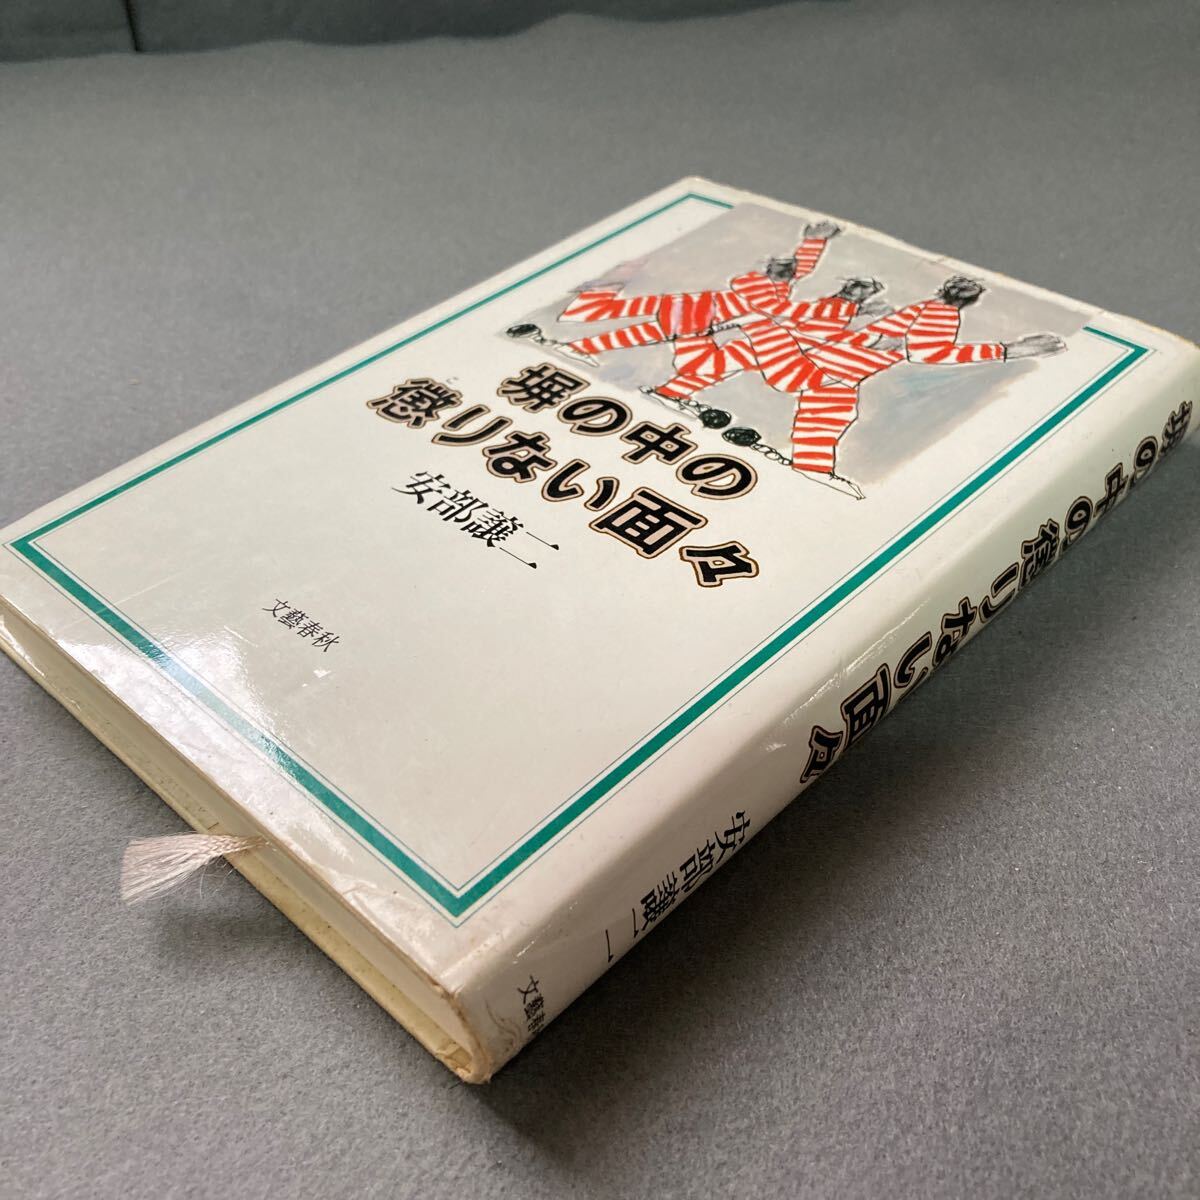 塀の中の
懲りない面々
安部譲二
文藝春秋
塀の中の懲りない面々
安部譲二
文藝春秋